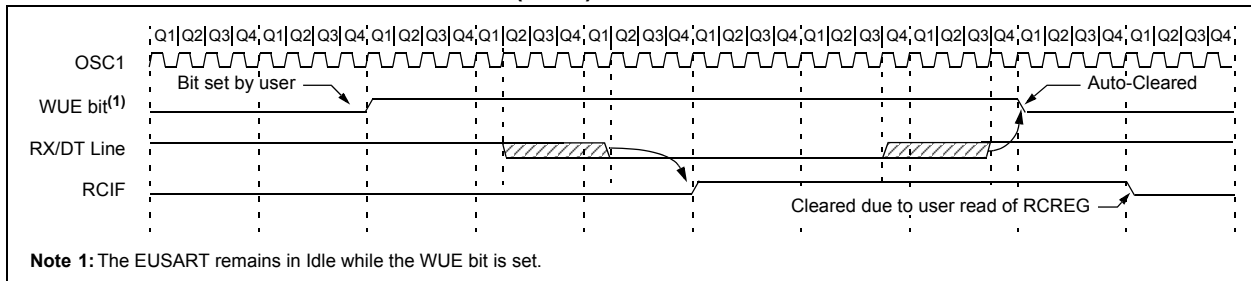 Q1 Q2 Q3 Q4 Q1 Q2 Q3 Q4 Q1 Q2 Q3 Q4 Q1 Q2 Q3 Q4 Q1 Q2 Q3 Q4 Q1 Q2 Q3 Q4 Q1 Q2 Q3 Q4 Q1 Q2 Q3 Q4 Q1 Q2 Q3 Q4 Q1 Q2 Q3 Q4
OSC1
Bit set by user
Auto-Cleared
WUE bit(1)
RX/DT Line
RCIF
Cleared due to user read of RCREG
Note 1: The EUSART remains in Idle while the WUE bit is set.